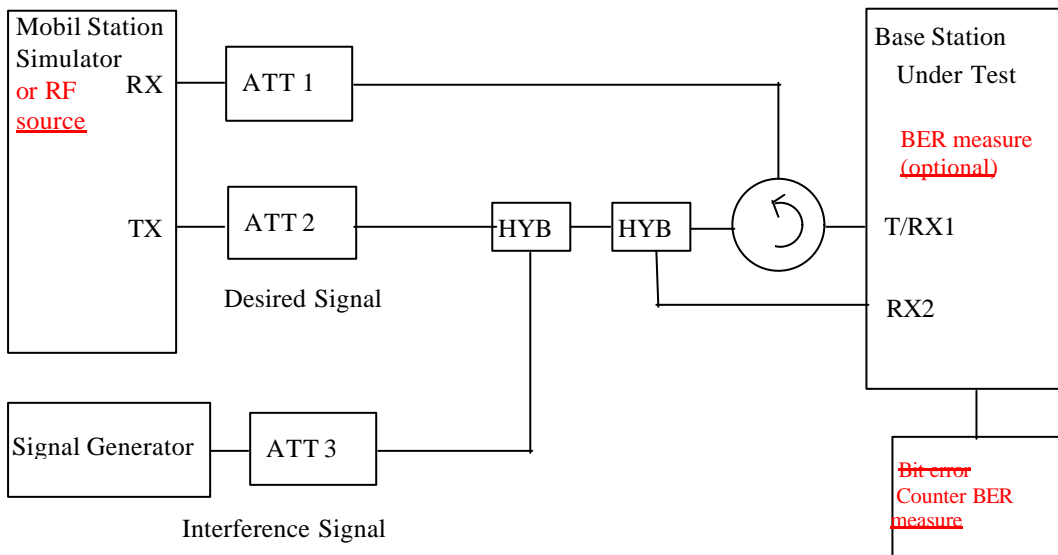 Mobil Station
Simulator
or RF
source
RX
TX
ATT 1
ATT 2
Desired Signal
HYB
HYB
Base Station
Under Test
BER measure
(optional)
T/RX1
RX2
Signal Generator
ATT 3
Interference Signal
Bit error
Counter BER
measure